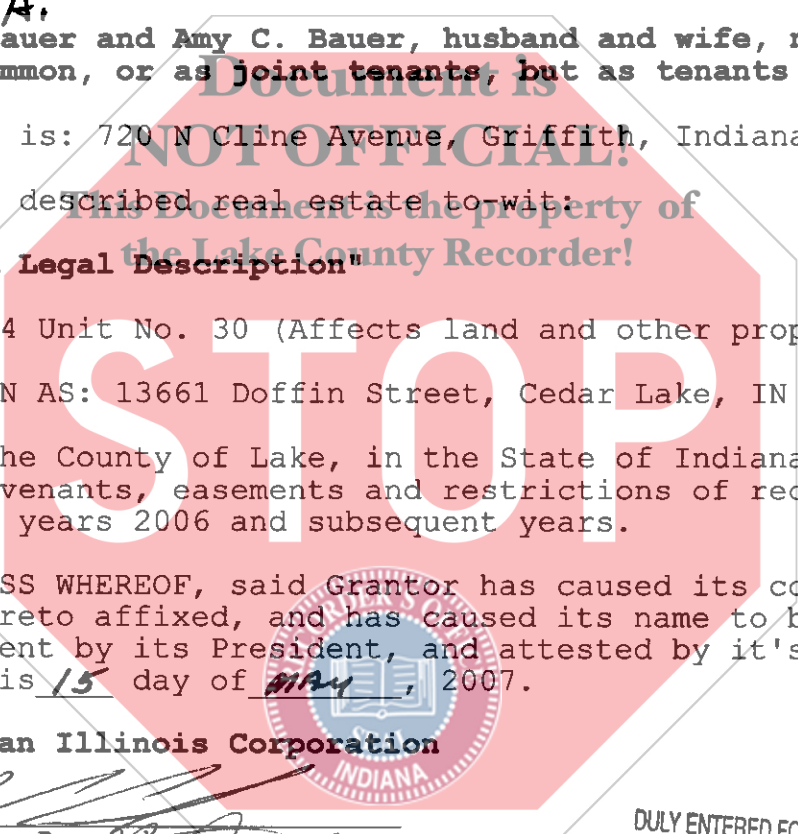 A.
auer and Amy C. Bauer, husband and wife, n
mmon, or as joint tenants, but as tenants
Document is
is: 720 N Cline Avenue, Griffith, Indiana
NOT OFFICIAL!
described real estate to-wit:
This Document is the property of
the Lake County Recorder!
Legal Description"
4 Unit No. 30 (Affects land and other prop
STOP
N AS: 13661 Doffin Street, Cedar Lake, IN
he County of Lake, in the State of Indiana
venants, easements and restrictions of rec
years 2006 and subsequent years.
SS WHEREOF, said Grantor has caused its co
reto affixed, and has caused its name to b
ent by its President, and attested by it's
is 15 day of MAY, 2007.
RECORDER'S OFFICE
SEAL
INDIANA
an Illinois Corporation
DULY ENTERED FO